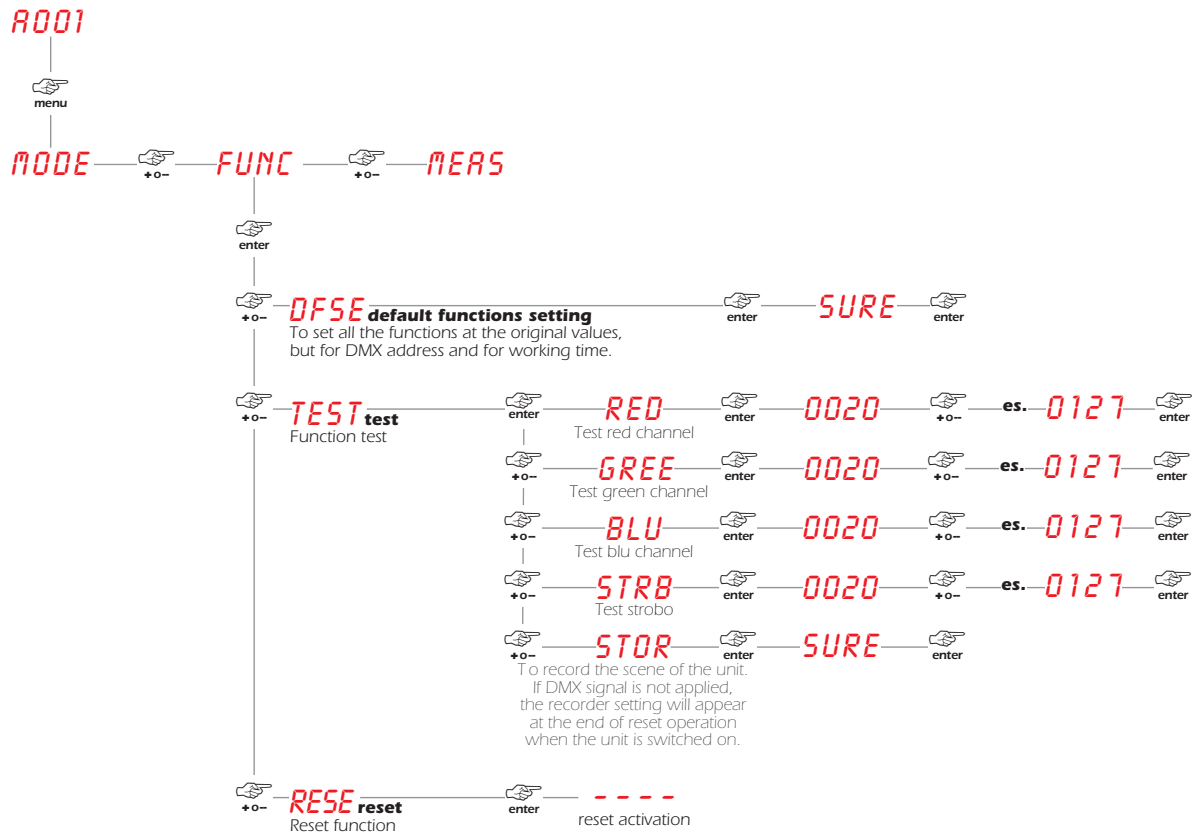 A001
menu
MODE +o- FUNC +o- MEAS
enter
+o- DFSE default functions setting enter SURE enter
To set all the functions at the original values,
but for DMX address and for working time.
+o- TEST test enter RED enter 0020 +o- es. 0127 enter
Function test
Test red channel
+o- GREE enter 0020 +o- es. 0127 enter
Test green channel
+o- BLU enter 0020 +o- es. 0127 enter
Test blu channel
+o- STRB enter 0020 +o- es. 0127 enter
Test strobo
+o- STOR enter SURE enter
To record the scene of the unit.
If DMX signal is not applied,
the recorder setting will appear
at the end of reset operation
when the unit is switched on.
+o- RESE reset enter - - - -
Reset function
reset activation